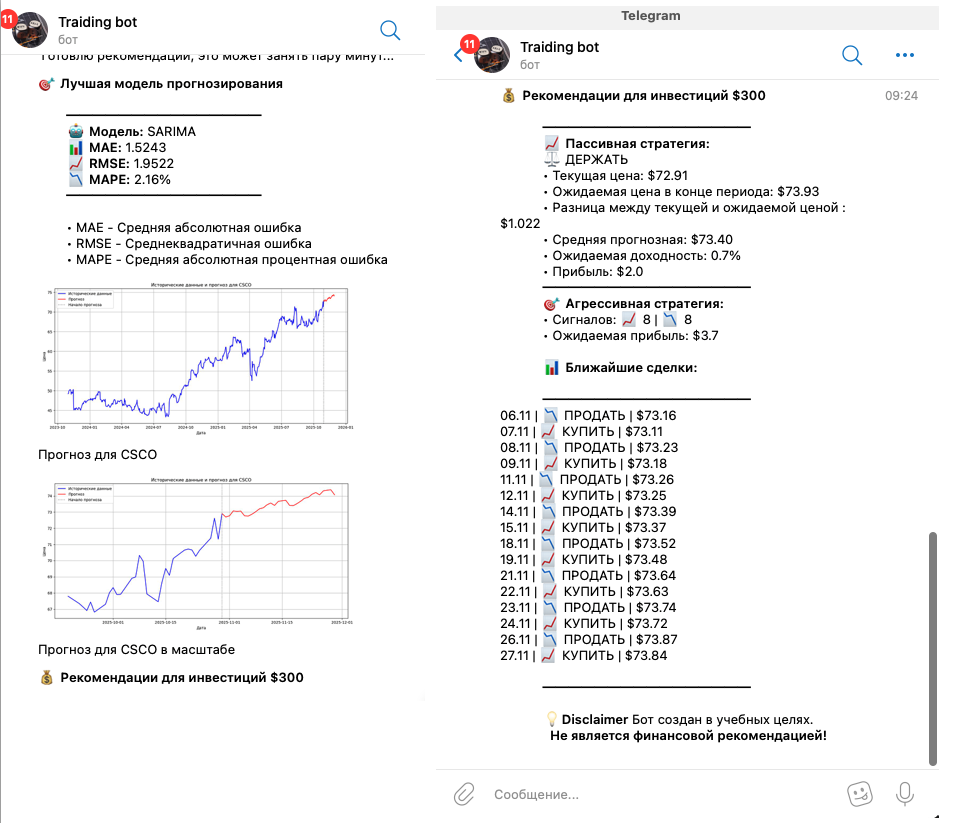 11
Traiding bot
бот
Готовлю рекомендации, это может занять пару минут...
Лучшая модель прогнозирования
Модель: SARIMA
MAE: 1.5243
RMSE: 1.9522
MAPE: 2.16%
• MAE - Средняя абсолютная ошибка
• RMSE - Среднеквадратичная ошибка
• MAPE - Средняя абсолютная процентная ошибка
Исторические данные и прогноз для CSCO
Исторические данные
Прогноз
Начало прогноза
Цена
75
70
65
60
55
50
45
2023-10
2024-01
2024-04
2024-07
2024-10
2025-01
2025-04
2025-07
2025-10
2026-01
Дата
Прогноз для CSCO
Исторические данные и прогноз для CSCO
Исторические данные
Прогноз
Начало прогноза
Цена
74
73
72
71
70
69
68
67
2025-10-01
2025-10-15
2025-11-01
2025-11-15
2025-12-01
Дата
Прогноз для CSCO в масштабе
Рекомендации для инвестиций $300
Telegram
11
Traiding bot
бот
Рекомендации для инвестиций $300
09:24
Пассивная стратегия:
ДЕРЖАТЬ
• Текущая цена: $72.91
• Ожидаемая цена в конце периода: $73.93
• Разница между текущей и ожидаемой ценой :
$1.022
• Средняя прогнозная: $73.40
• Ожидаемая доходность: 0.7%
• Прибыль: $2.0
Агрессивная стратегия:
• Сигналов: 8 | 8
• Ожидаемая прибыль: $3.7
Ближайшие сделки:
06.11 | ПРОДАТЬ | $73.16
07.11 | КУПИТЬ | $73.11
08.11 | ПРОДАТЬ | $73.23
09.11 | КУПИТЬ | $73.18
11.11 | ПРОДАТЬ | $73.26
12.11 | КУПИТЬ | $73.25
14.11 | ПРОДАТЬ | $73.39
15.11 | КУПИТЬ | $73.37
18.11 | ПРОДАТЬ | $73.52
19.11 | КУПИТЬ | $73.48
21.11 | ПРОДАТЬ | $73.64
22.11 | КУПИТЬ | $73.63
23.11 | ПРОДАТЬ | $73.74
24.11 | КУПИТЬ | $73.72
26.11 | ПРОДАТЬ | $73.87
27.11 | КУПИТЬ | $73.84
Disclaimer Бот создан в учебных целях.
Не является финансовой рекомендацией!
Сообщение...